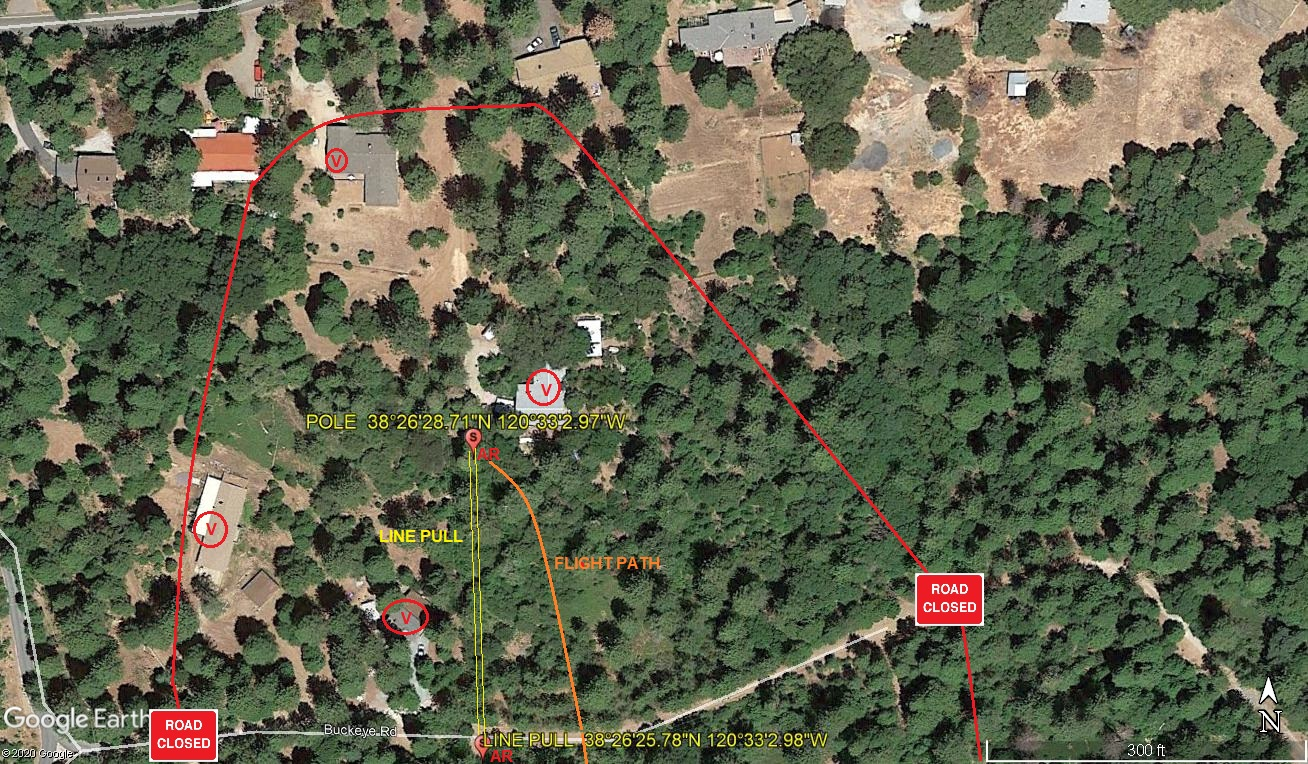 V
V
POLE 38°26'28.71"N 120°33'2.97"W
S
AR
V
LINE PULL
FLIGHT PATH
ROAD
CLOSED
V
ROAD
CLOSED
Buckeye Rd
LINE PULL 38°26'25.78"N 120°33'2.98"W
AR
Google Earth
© 2020 Google
N
300 ft